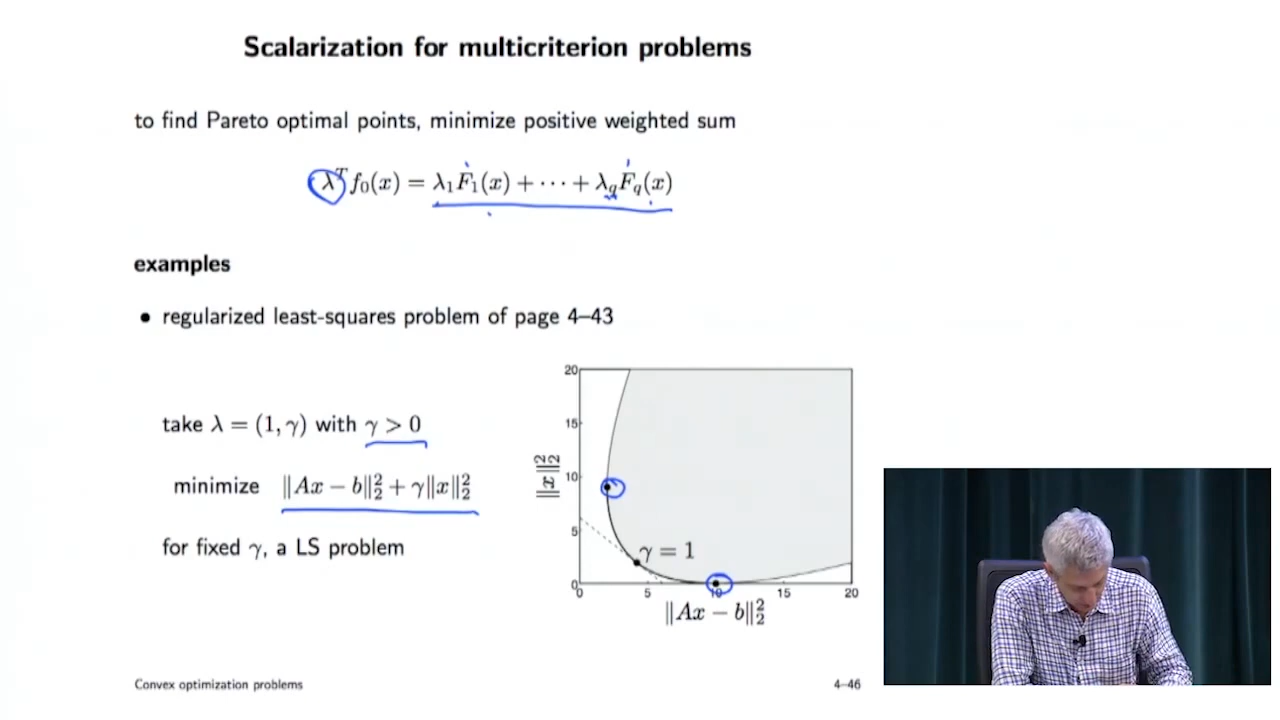 Scalarization for multicriterion problems
to find Pareto optimal points, minimize positive weighted sum
λᵀf₀(x) = λ₁F₁(x) + ··· + λ_qF_q(x)
examples
• regularized least-squares problem of page 4–43
take λ = (1, γ) with γ > 0
minimize ‖Ax − b‖₂² + γ‖x‖₂²
for fixed γ, a LS problem
20
15
10
5
0
‖x‖₂²
γ = 1
0 5 10 15 20
‖Ax − b‖₂²
Convex optimization problems 4–46